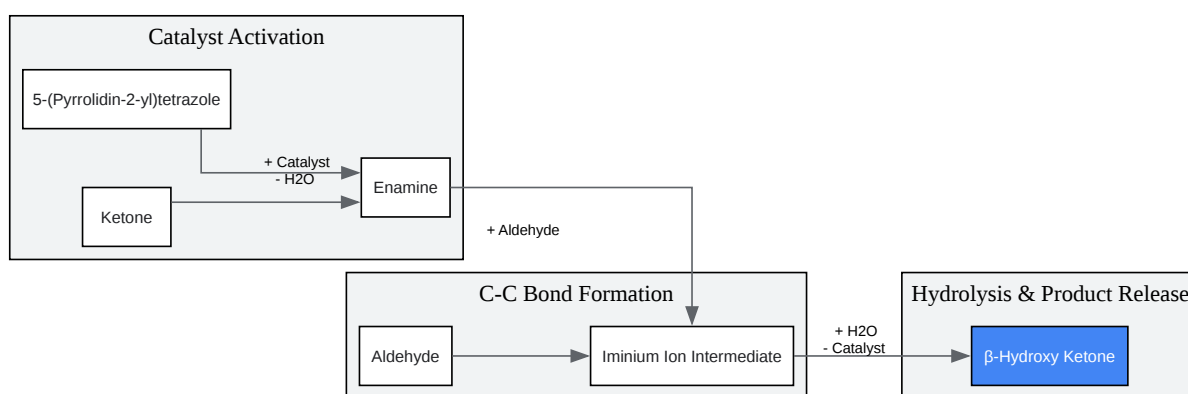 Catalyst Activation
5-(Pyrrolidin-2-yl)tetrazole
+ Catalyst
- H2O
Enamine
Ketone
+ Aldehyde
C-C Bond Formation
Aldehyde
Iminium Ion Intermediate
+ H2O
- Catalyst
Hydrolysis & Product Release
β-Hydroxy Ketone